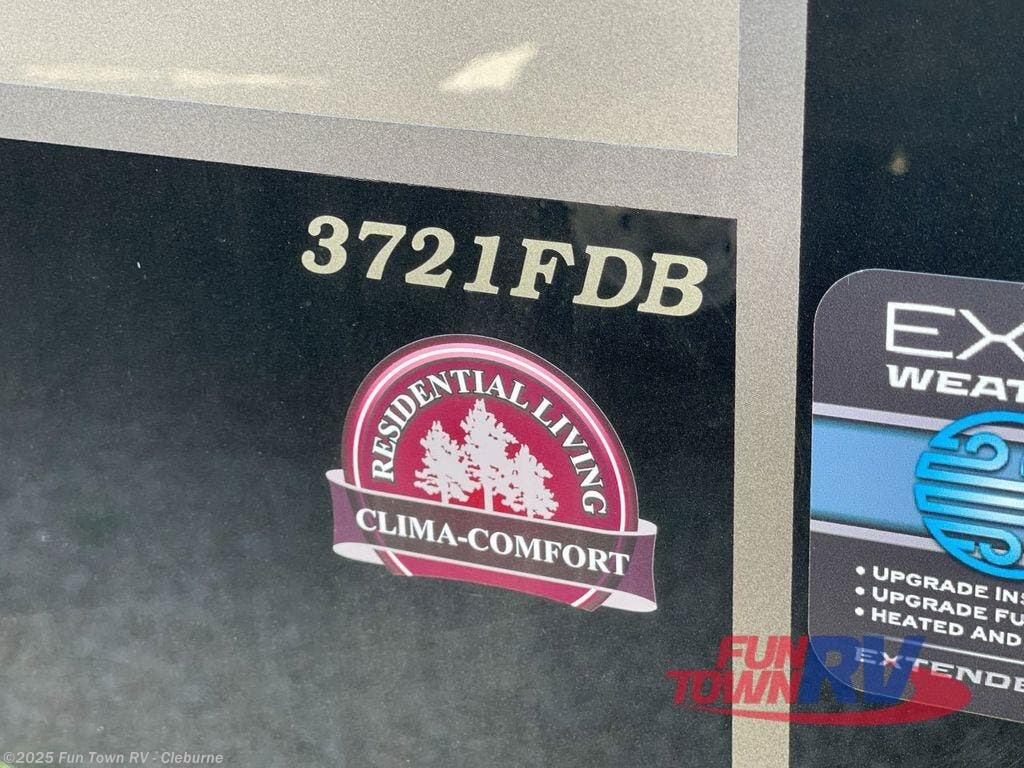 3721FDB
RESIDENTIAL LIVING
CLIMA-COMFORT
EX
WEAT
• UPGRADE INS
• UPGRADE FU
• HEATED AND
EXTENDE
FUN
TOWN RV
©2025 Fun Town RV - Cleburne